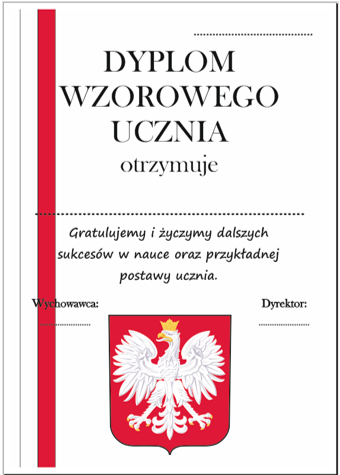 DYPLOM
WZOROWEGO
UCZNIA
otrzymuje
Gratulujemy i życzymy dalszych
sukcesów w nauce oraz przykładnej
postawy ucznia.
Wychowawca: Dyrektor: